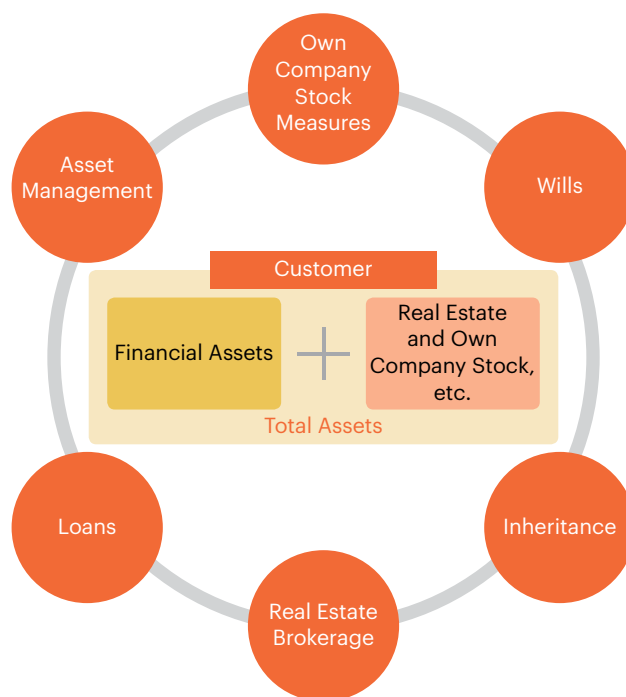 Own
Company
Stock
Measures
Asset
Management
Wills
Customer
Financial Assets
Real Estate
and Own
Company Stock,
etc.
Total Assets
Loans
Inheritance
Real Estate
Brokerage